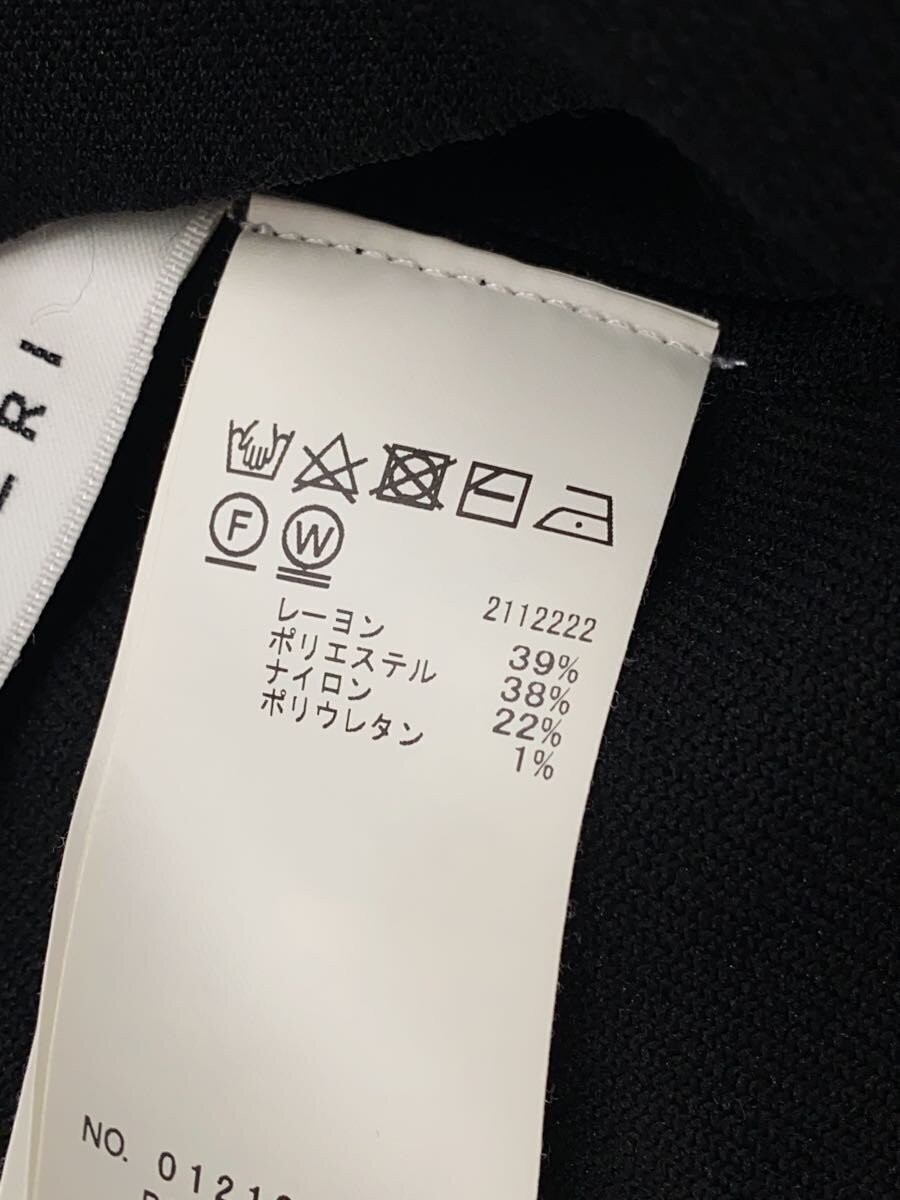 RI
F W
2112222
レーヨン 39%
ポリエステル 38%
ナイロン 22%
ポリウレタン 1%
NO. 0121